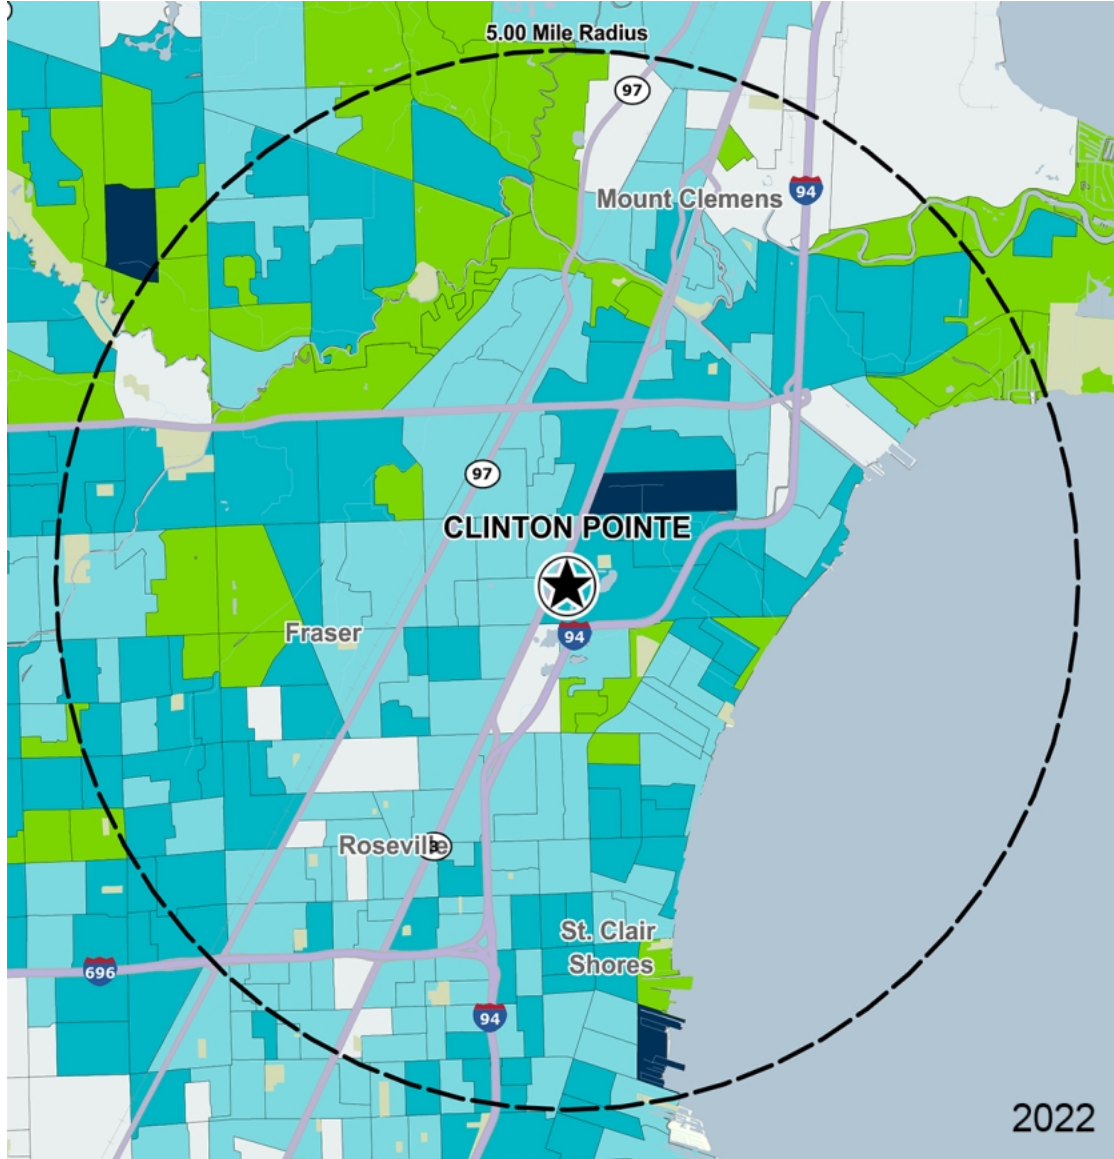 5.00 Mile Radius
97
Mount Clemens
94
97
CLINTON POINTE
94
Fraser
Roseville
3
St. Clair
Shores
696
94
2022